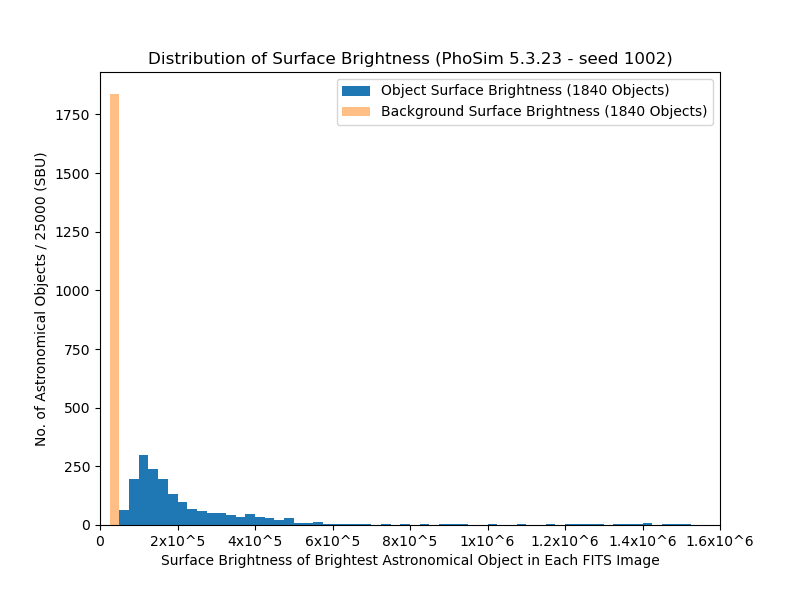 Distribution of Surface Brightness (PhoSim 5.3.23 - seed 1002)
Object Surface Brightness (1840 Objects)
Background Surface Brightness (1840 Objects)
No. of Astronomical Objects / 25000 (SBU)
1750
1500
1250
1000
750
500
250
0
0 2x10^5 4x10^5 6x10^5 8x10^5 1x10^6 1.2x10^6 1.4x10^6 1.6x10^6
Surface Brightness of Brightest Astronomical Object in Each FITS Image